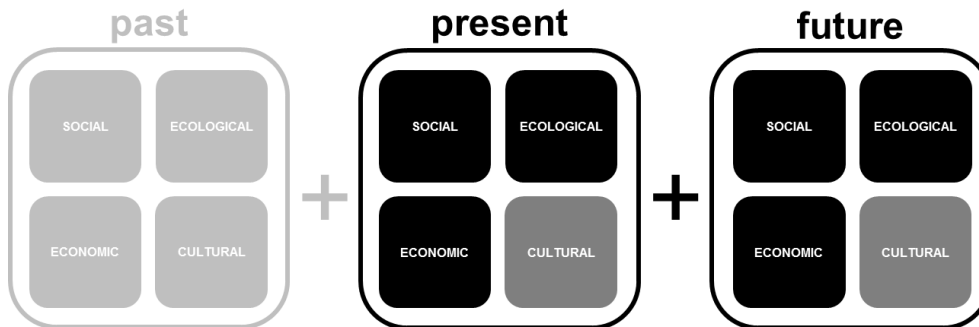 past present future
SOCIAL ECOLOGICAL SOCIAL ECOLOGICAL SOCIAL ECOLOGICAL
+ +
ECONOMIC CULTURAL ECONOMIC CULTURAL ECONOMIC CULTURAL